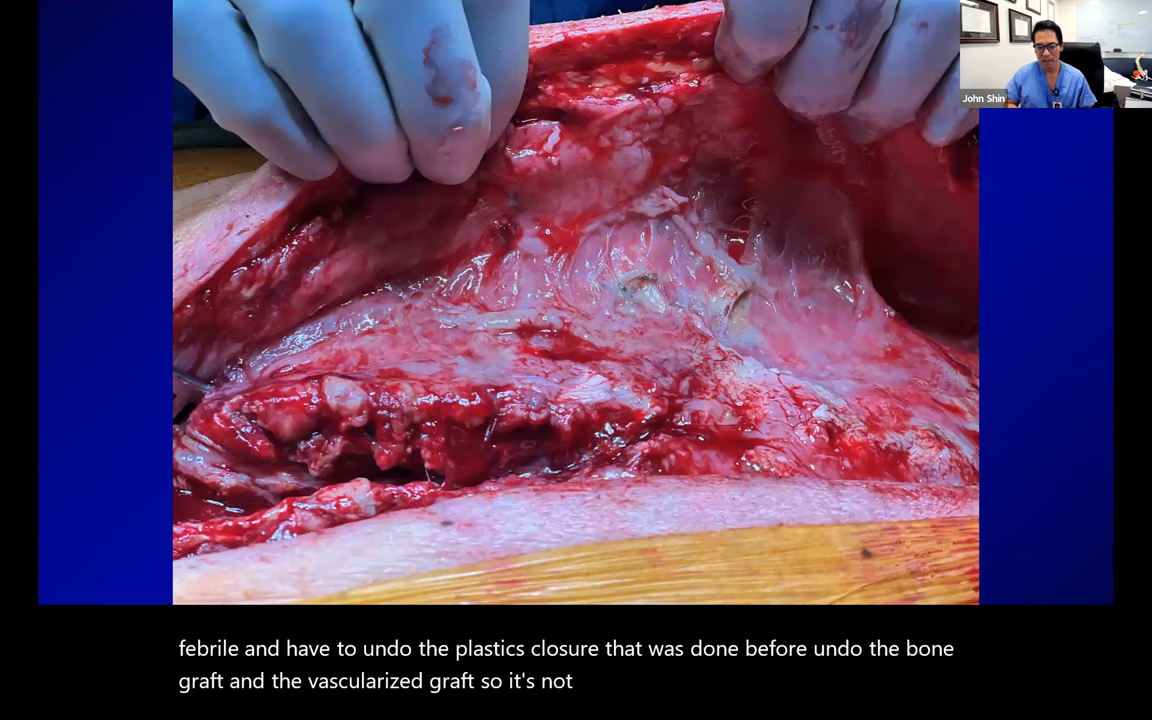 John Shin
febrile and have to undo the plastics closure that was done before undo the bone
graft and the vascularized graft so it's not